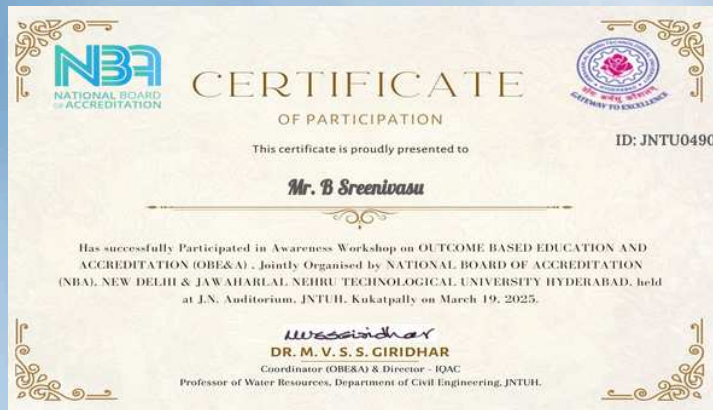 NBA
NATIONAL BOARD
OF ACCREDITATION
CERTIFICATE
OF PARTICIPATION
This certificate is proudly presented to
GATEWAY TO EXCELLENCE
ID: JNTU0490
Mr. B Sreenivasu
Has successfully Participated in Awareness Workshop on OUTCOME BASED EDUCATION AND
ACCREDITATION (OBE&A) , Jointly Organised by NATIONAL BOARD OF ACCREDITATION
(NBA), NEW DELHI & JAWAHARLAL NEHRU TECHNOLOGICAL UNIVERSITY HYDERABAD, held
at J.N. Auditorium, JNTUH, Kukatpally on March 19, 2025.
DR. M. V. S. S. GIRIDHAR
Coordinator (OBE&A) & Director - IQAC
Professor of Water Resources, Department of Civil Engineering, JNTUH.